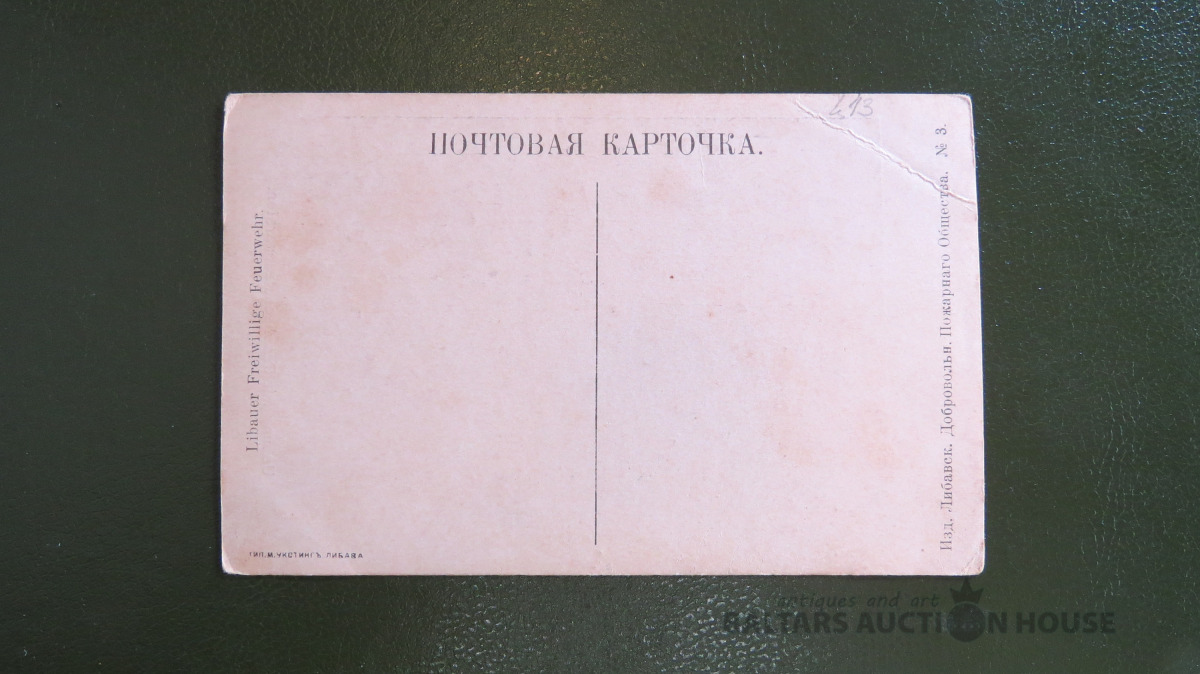 ПОЧТОВАЯ КАРТОЧКА.
Libauer Freiwillige Feuerwehr.
Изд. Либавск. Добровольн. Пожарнаго Общества. № 3.
ТИП. М. УКСТИНГЪ ЛИБАВА
antiques and art
BALTARS AUCTION HOUSE